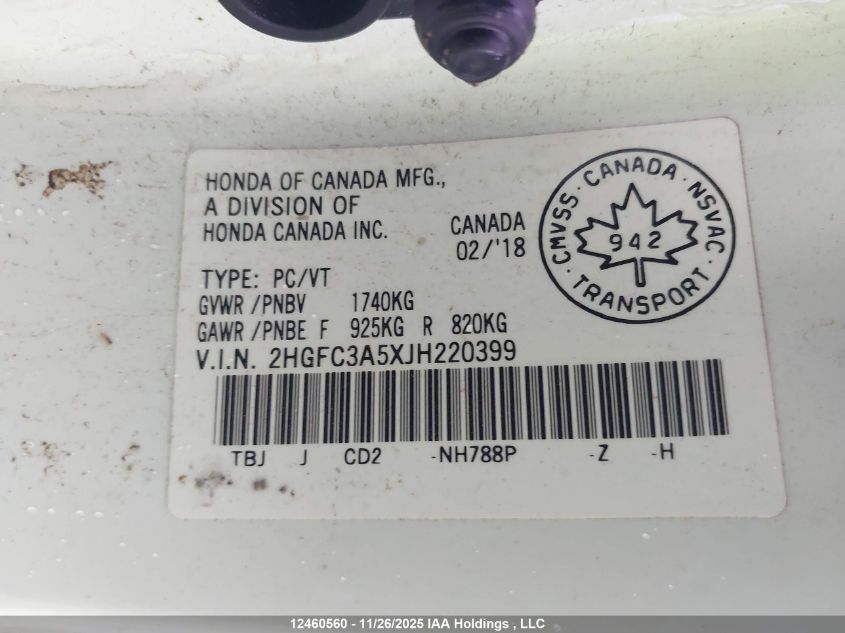 HONDA OF CANADA MFG.,
A DIVISION OF
HONDA CANADA INC.
CANADA
02/'18
CMVSS · CANADA · NSVAC
942
· TRANSPORT ·
TYPE: PC/VT
GVWR /PNBV 1740KG
GAWR /PNBE F 925KG R 820KG
V.I.N. 2HGFC3A5XJH220399
TBJ J CD2 -NH788P -Z -H
12460560 - 11/26/2025 IAA Holdings , LLC